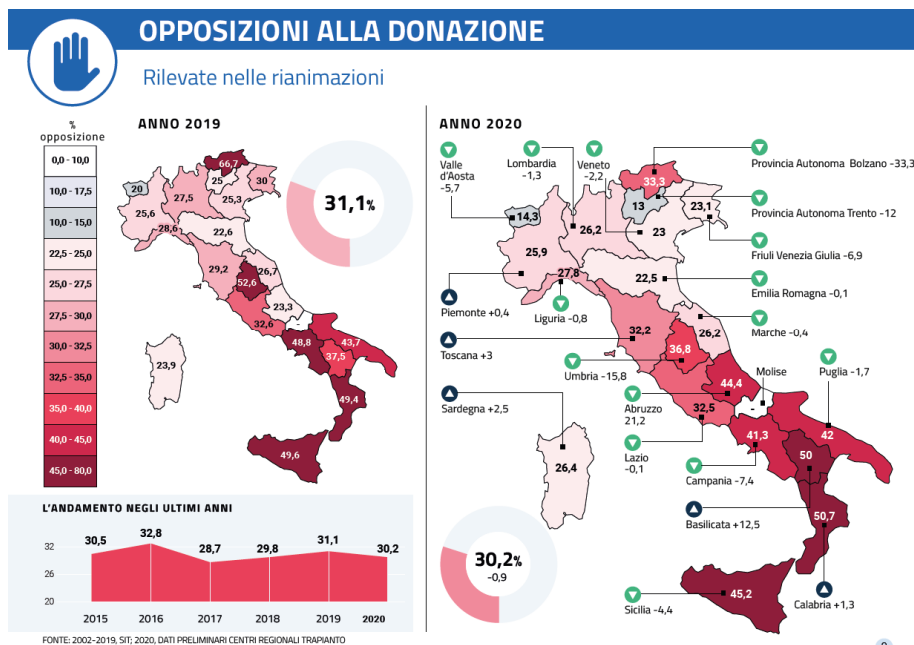 OPPOSIZIONI ALLA DONAZIONE
Rilevate nelle rianimazioni
%
opposizione
0,0 - 10,0
10,0 - 17,5
10,0 - 15,0
22,5 - 25,0
25,0 - 27,5
27,5 - 30,0
30,0 - 32,5
32,5 - 35,0
35,0 - 40,0
40,0 - 45,0
45,0 - 80,0
ANNO 2019
66,7
20
25
30
27,5
25,3
25,6
22,6
28,6
29,2
26,7
52,6
23,3
32,6
-
48,8
43,7
37,5
23,9
49,4
49,6
31,1%
L'ANDAMENTO NEGLI ULTIMI ANNI
32
26
20
30,5
32,8
28,7
29,8
31,1
30,2
2015
2016
2017
2018
2019
2020
FONTE: 2002-2019, SIT; 2020, DATI PRELIMINARI CENTRI REGIONALI TRAPIANTO
ANNO 2020
Valle
d'Aosta
-5,7
Lombardia
-1,3
Veneto
-2,2
Provincia Autonoma Bolzano -33,3
Provincia Autonoma Trento -12
Friuli Venezia Giulia -6,9
Emilia Romagna -0,1
Marche -0,4
Piemonte +0,4
Liguria -0,8
Toscana +3
Umbria -15,8
Molise
Puglia -1,7
Sardegna +2,5
Abruzzo
21,2
Lazio
-0,1
Campania -7,4
Basilicata +12,5
Calabria +1,3
Sicilia -4,4
33,3
14,3
13
23,1
26,2
23
25,9
22,5
27,8
32,2
26,2
36,8
44,4
32,5
-
41,3
42
50
26,4
50,7
45,2
30,2%
-0,9